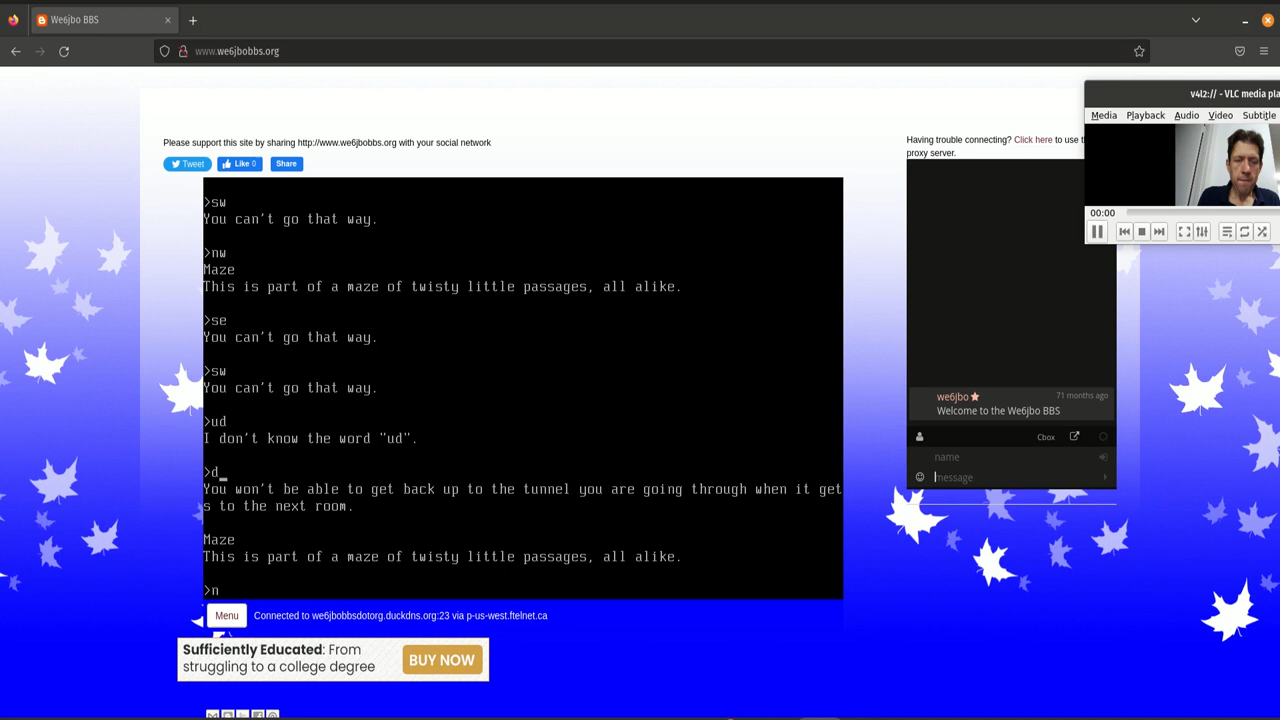 We6jbo BBS
www.we6jbobbs.org
v4l2:// - VLC media pla
Media Playback Audio Video Subtitle
00:00
Please support this site by sharing http://www.we6jbobbs.org with your social network
Tweet Like 0 Share
Having trouble connecting? Click here to use t
proxy server.
>sw
You can't go that way.
>nw
Maze
This is part of a maze of twisty little passages, all alike.
>se
You can't go that way.
>sw
You can't go that way.
>ud
I don't know the word "ud".
>d_
You won't be able to get back up to the tunnel you are going through when it get
s to the next room.
Maze
This is part of a maze of twisty little passages, all alike.
>n
we6jbo 71 months ago
Welcome to the We6jbo BBS
Cbox
name
message
Menu Connected to we6jbobbsdotorg.duckdns.org:23 via p-us-west.ftelnet.ca
Sufficiently Educated: From
struggling to a college degree
BUY NOW